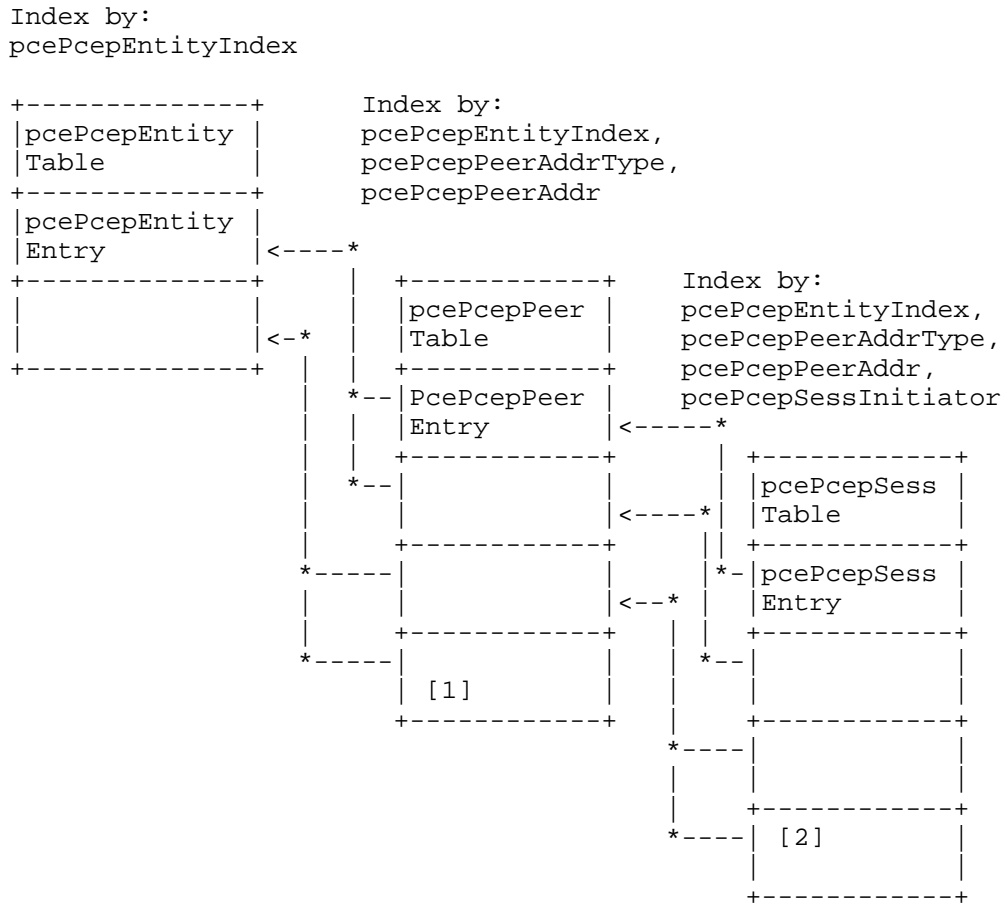 Index by:
pcePcepEntityIndex
Index by:
pcePcepEntityIndex,
pcePcepPeerAddrType,
pcePcepPeerAddr
pcePcepEntity
Table
pcePcepEntity
Entry
Index by:
pcePcepEntityIndex,
pcePcepPeerAddrType,
pcePcepPeerAddr,
pcePcepSessInitiator
pcePcepPeer
Table
PcePcepPeer
Entry
pcePcepSess
Table
pcePcepSess
Entry
[1]
[2]